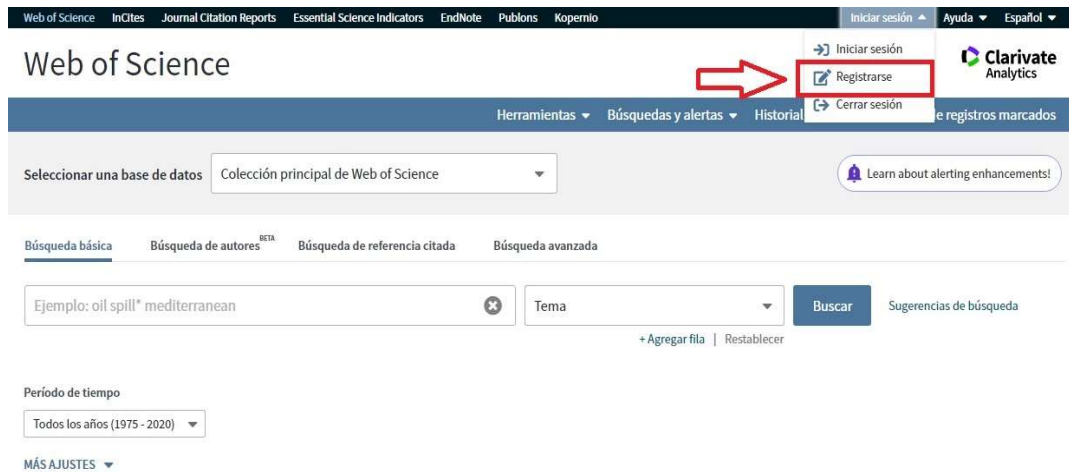 Web of Science InCites Journal Citation Reports Essential Science Indicators EndNote Publons Kopernio Iniciar sesión Ayuda Español
Iniciar sesión
Web of Science
Clarivate
Analytics
Registrarse
Cerrar sesión
Herramientas Búsquedas y alertas Historial e registros marcados
Seleccionar una base de datos Colección principal de Web of Science Learn about alerting enhancements!
Búsqueda básica Búsqueda de autores BETA Búsqueda de referencia citada Búsqueda avanzada
Ejemplo: oil spill* mediterranean Tema Buscar Sugerencias de búsqueda
+ Agregar fila | Restablecer
Período de tiempo
Todos los años (1975 - 2020)
MÁS AJUSTES